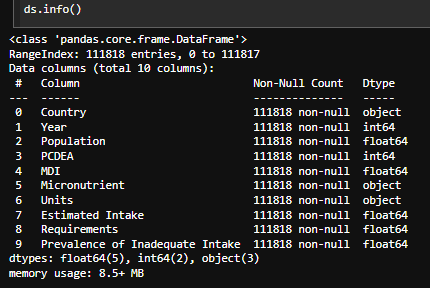 ds.info()
<class 'pandas.core.frame.DataFrame'>
RangeIndex: 111818 entries, 0 to 111817
Data columns (total 10 columns):
 #   Column                           Non-Null Count   Dtype
---  ------                           --------------   -----
 0   Country                          111818 non-null  object
 1   Year                             111818 non-null  int64
 2   Population                       111818 non-null  float64
 3   PCDEA                            111818 non-null  int64
 4   MDI                              111818 non-null  float64
 5   Micronutrient                    111818 non-null  object
 6   Units                            111818 non-null  object
 7   Estimated Intake                 111818 non-null  float64
 8   Requirements                     111818 non-null  float64
 9   Prevalence of Inadequate Intake  111818 non-null  float64
dtypes: float64(5), int64(2), object(3)
memory usage: 8.5+ MB